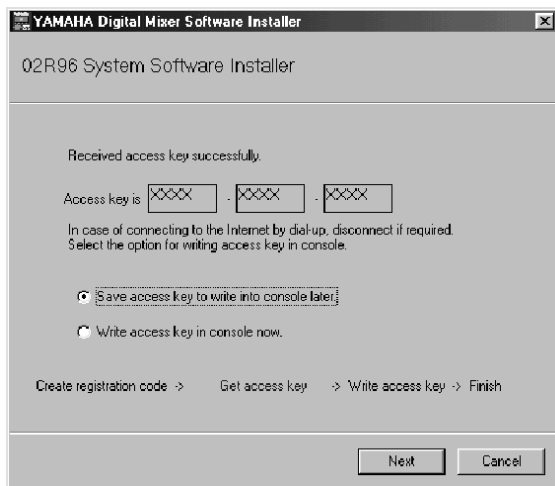 YAMAHA Digital Mixer Software Installer
02R96 System Software Installer
Received access key successfully.
Access key is XXXX - XXXX - XXXX
In case of connecting to the Internet by dial-up, disconnect if required.
Select the option for writing access key in console.
Save access key to write into console later.
Write access key in console now.
Create registration code -> Get access key -> Write access key -> Finish
Next Cancel